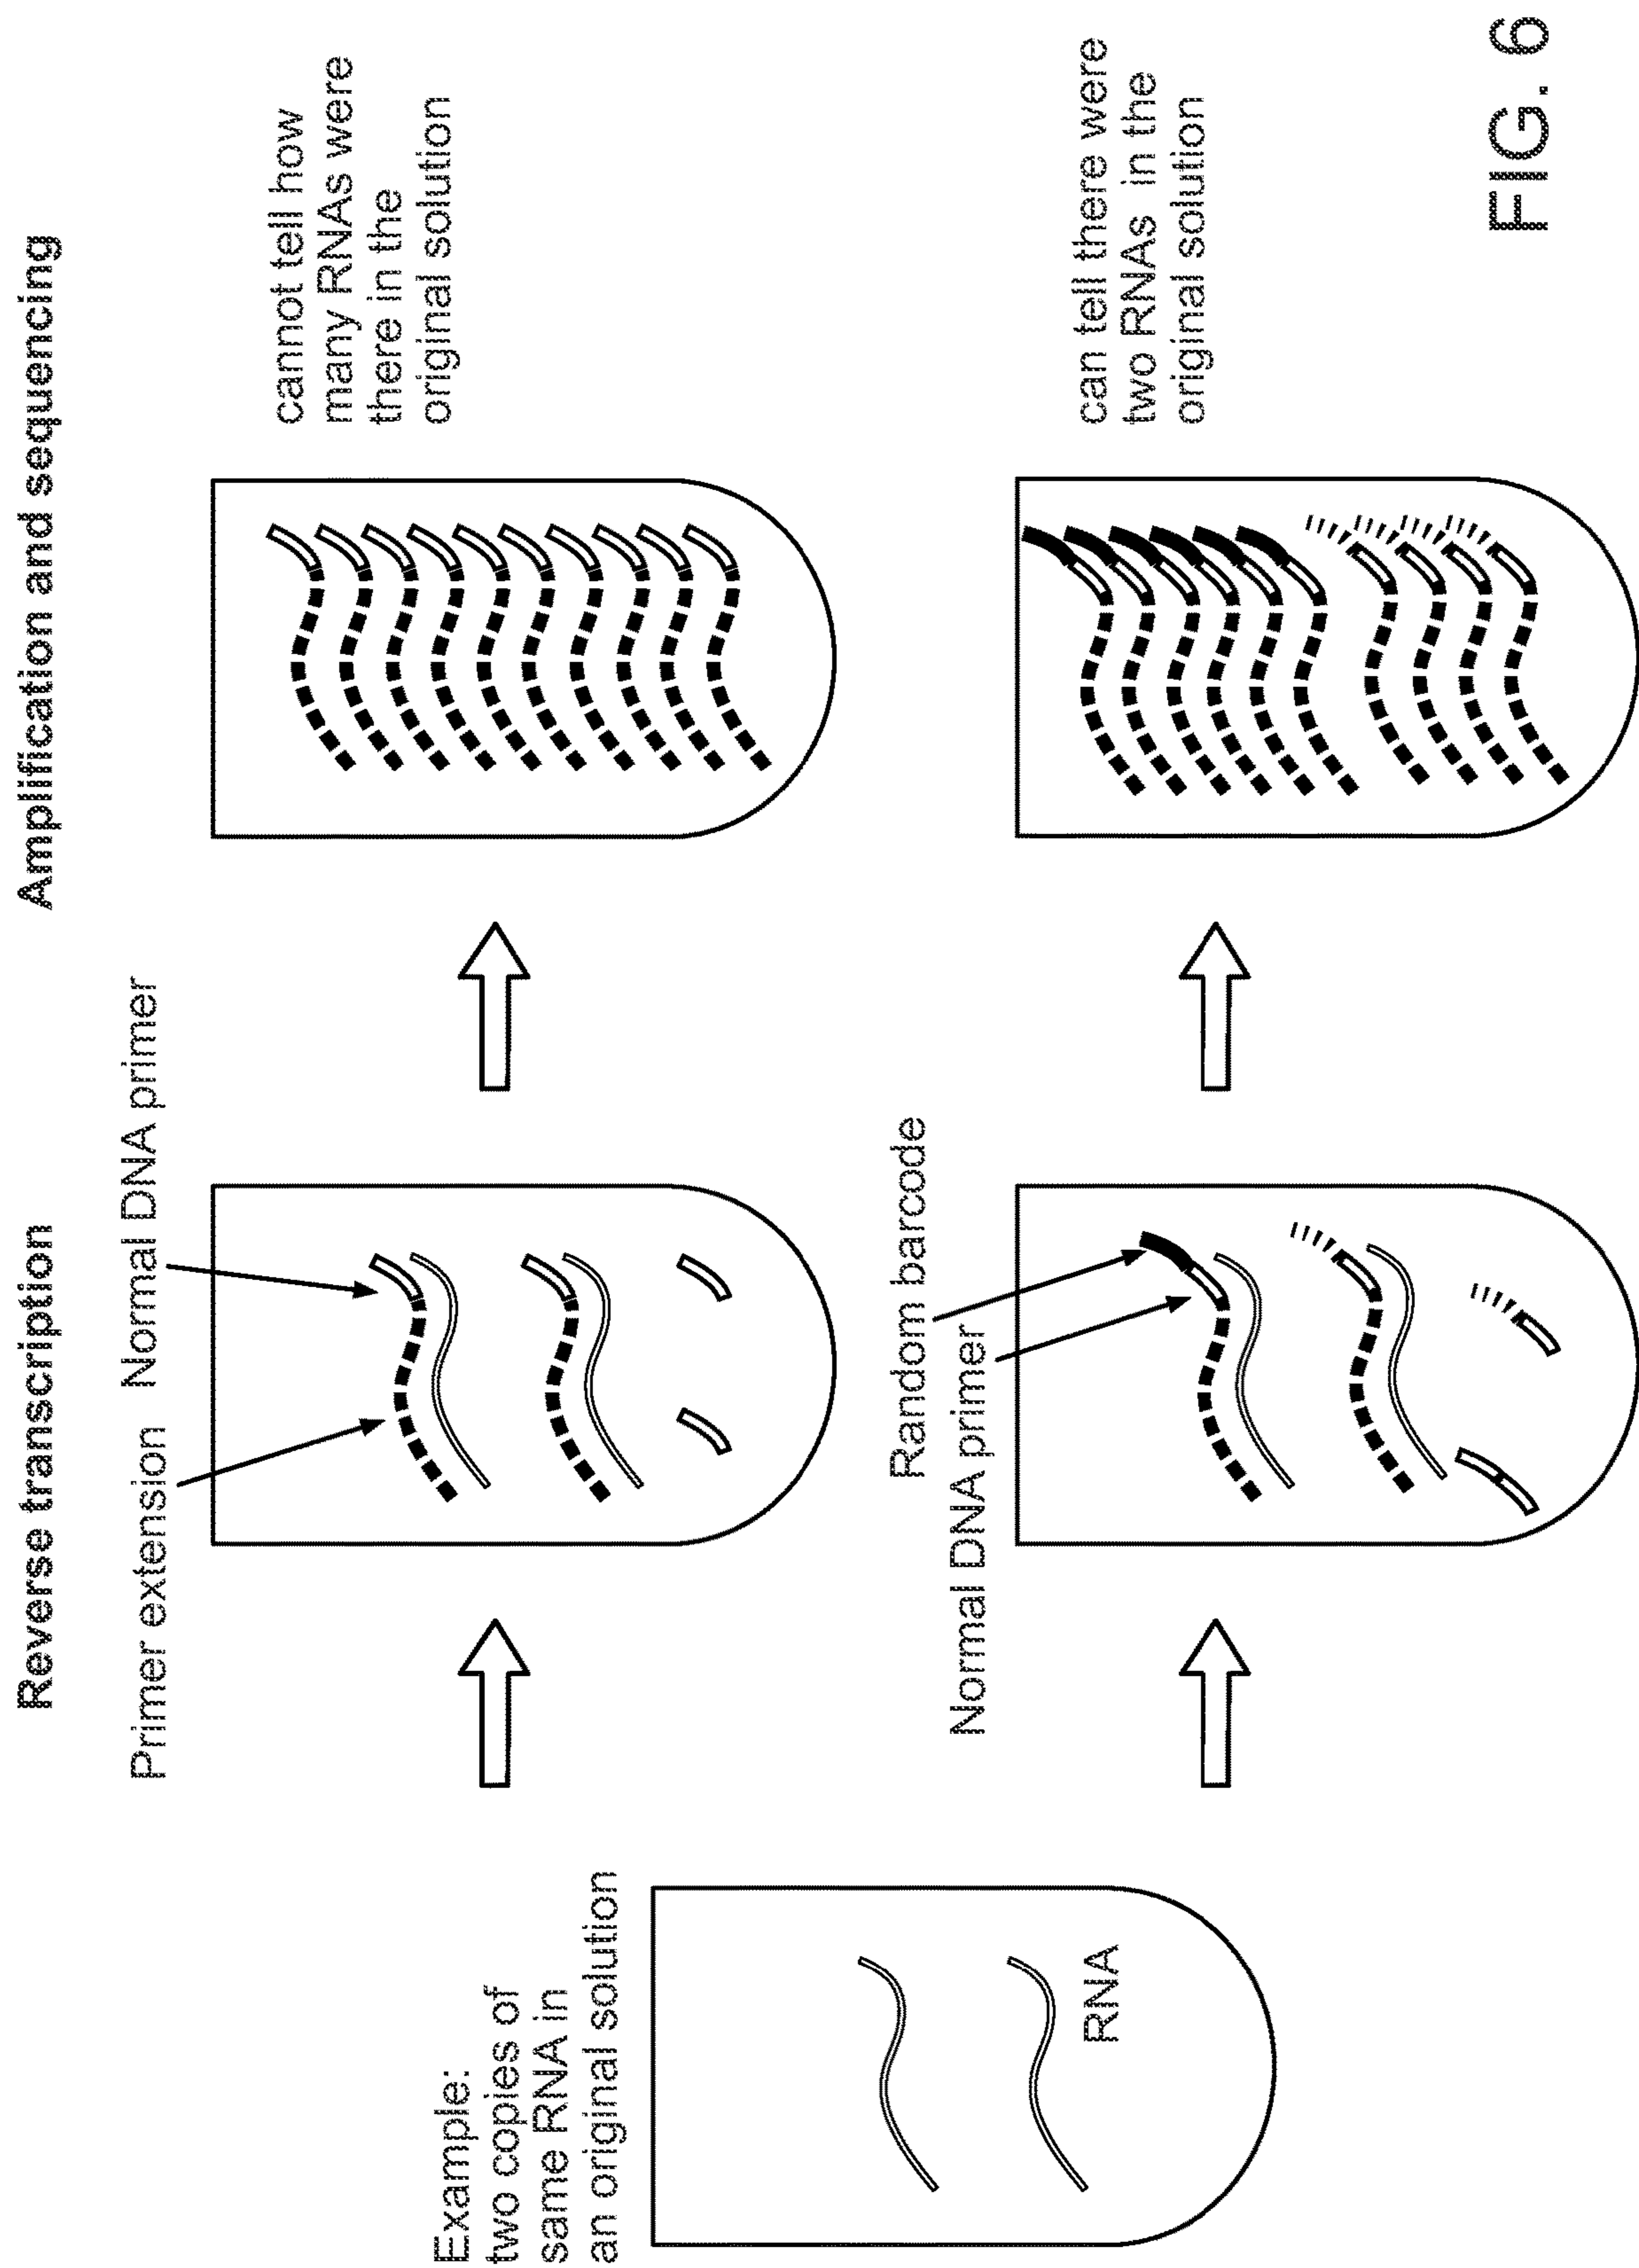 Reverse transcription
Amplification and sequencing
Primer extension
Normal DNA primer
Example:
two copies of
same RNA in
an original solution
RNA
cannot tell how
many RNAs were
there in the
original solution
Random barcode
Normal DNA primer
can tell there were
two RNAs in the
original solution
FIG. 6